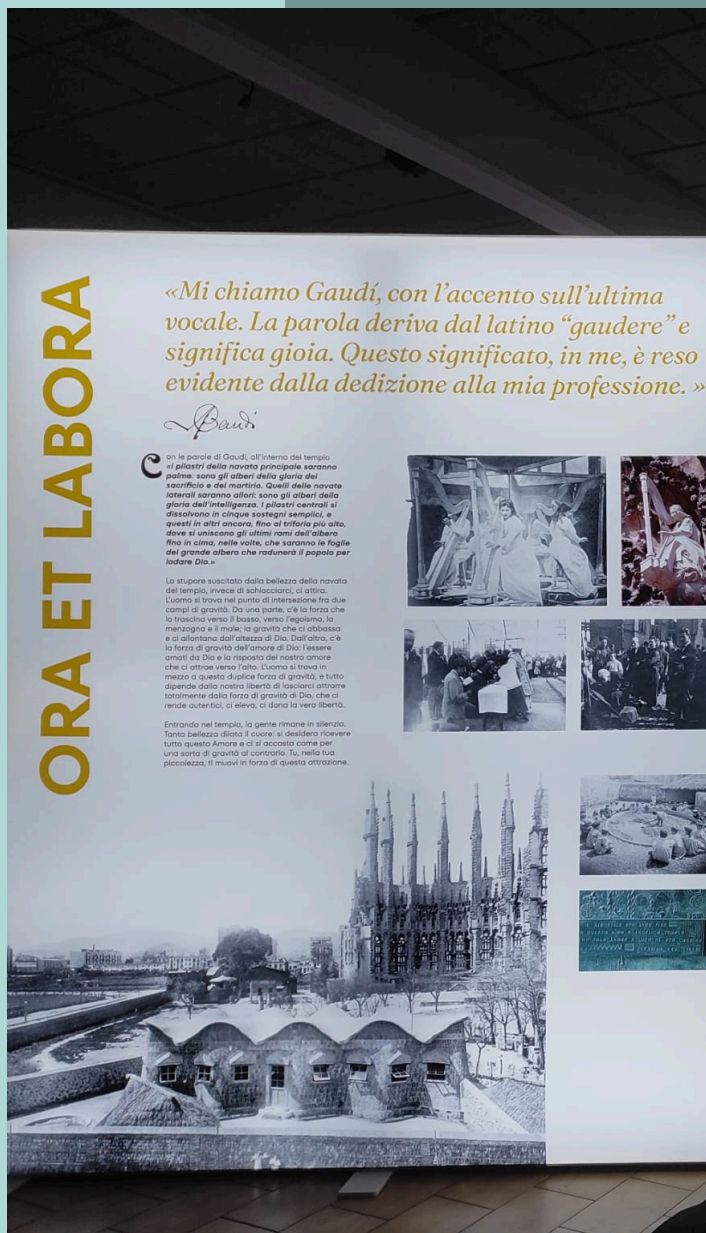 ORA ET LABORA
«Mi chiamo Gaudí, con l'accento sull'ultima
vocale. La parola deriva dal latino “gaudere” e
significa gioia. Questo significato, in me, è reso
evidente dalla dedizione alla mia professione. »
Gaudí
Con le parole di Gaudí, all'interno del tempio
«i pilastri della navata principale saranno
palme: sono gli alberi della gloria del
sacrificio e del martirio. Quelli delle navate
laterali saranno allori: sono gli alberi della
gloria dell'intelligenza. I pilastri centrali si
dissolvono in cinque sostegni semplici, e
questi in altri ancora, fino al triforio più alto,
dove si uniscono gli ultimi rami dell'albero
fino in cima, nelle volte, che saranno le foglie
del grande albero che radunerà il popolo per
lodare Dio.»
Lo stupore suscitato dalla bellezza della navata
del tempio, invece di schiacciarci, ci attira.
L'uomo si trova nel punto di intersezione fra due
campi di gravità. Da una parte, c'è la forza che
lo trascina verso il basso, verso l'egoismo, la
menzogna e il male; la gravità che ci abbassa
e ci allontana dall'altezza di Dio. Dall'altra, c'è
la forza di gravità dell'amore di Dio: l'essere
amati da Dio e la risposta del nostro amore
che ci attrae verso l'alto. L'uomo si trova in
mezzo a questa duplice forza di gravità, e tutto
dipende dalla nostra libertà di lasciarci attrarre
totalmente dalla forza di gravità di Dio, che ci
rende autentici, ci eleva, ci dona la vera libertà.
Entrando nel tempio, la gente rimane in silenzio.
Tanta bellezza dilata il cuore: si desidera ricevere
tutto questo Amore e ci si accosta come per
una sorta di gravità al contrario. Tu, nella tua
piccolezza, ti muovi in forza di questa attrazione.